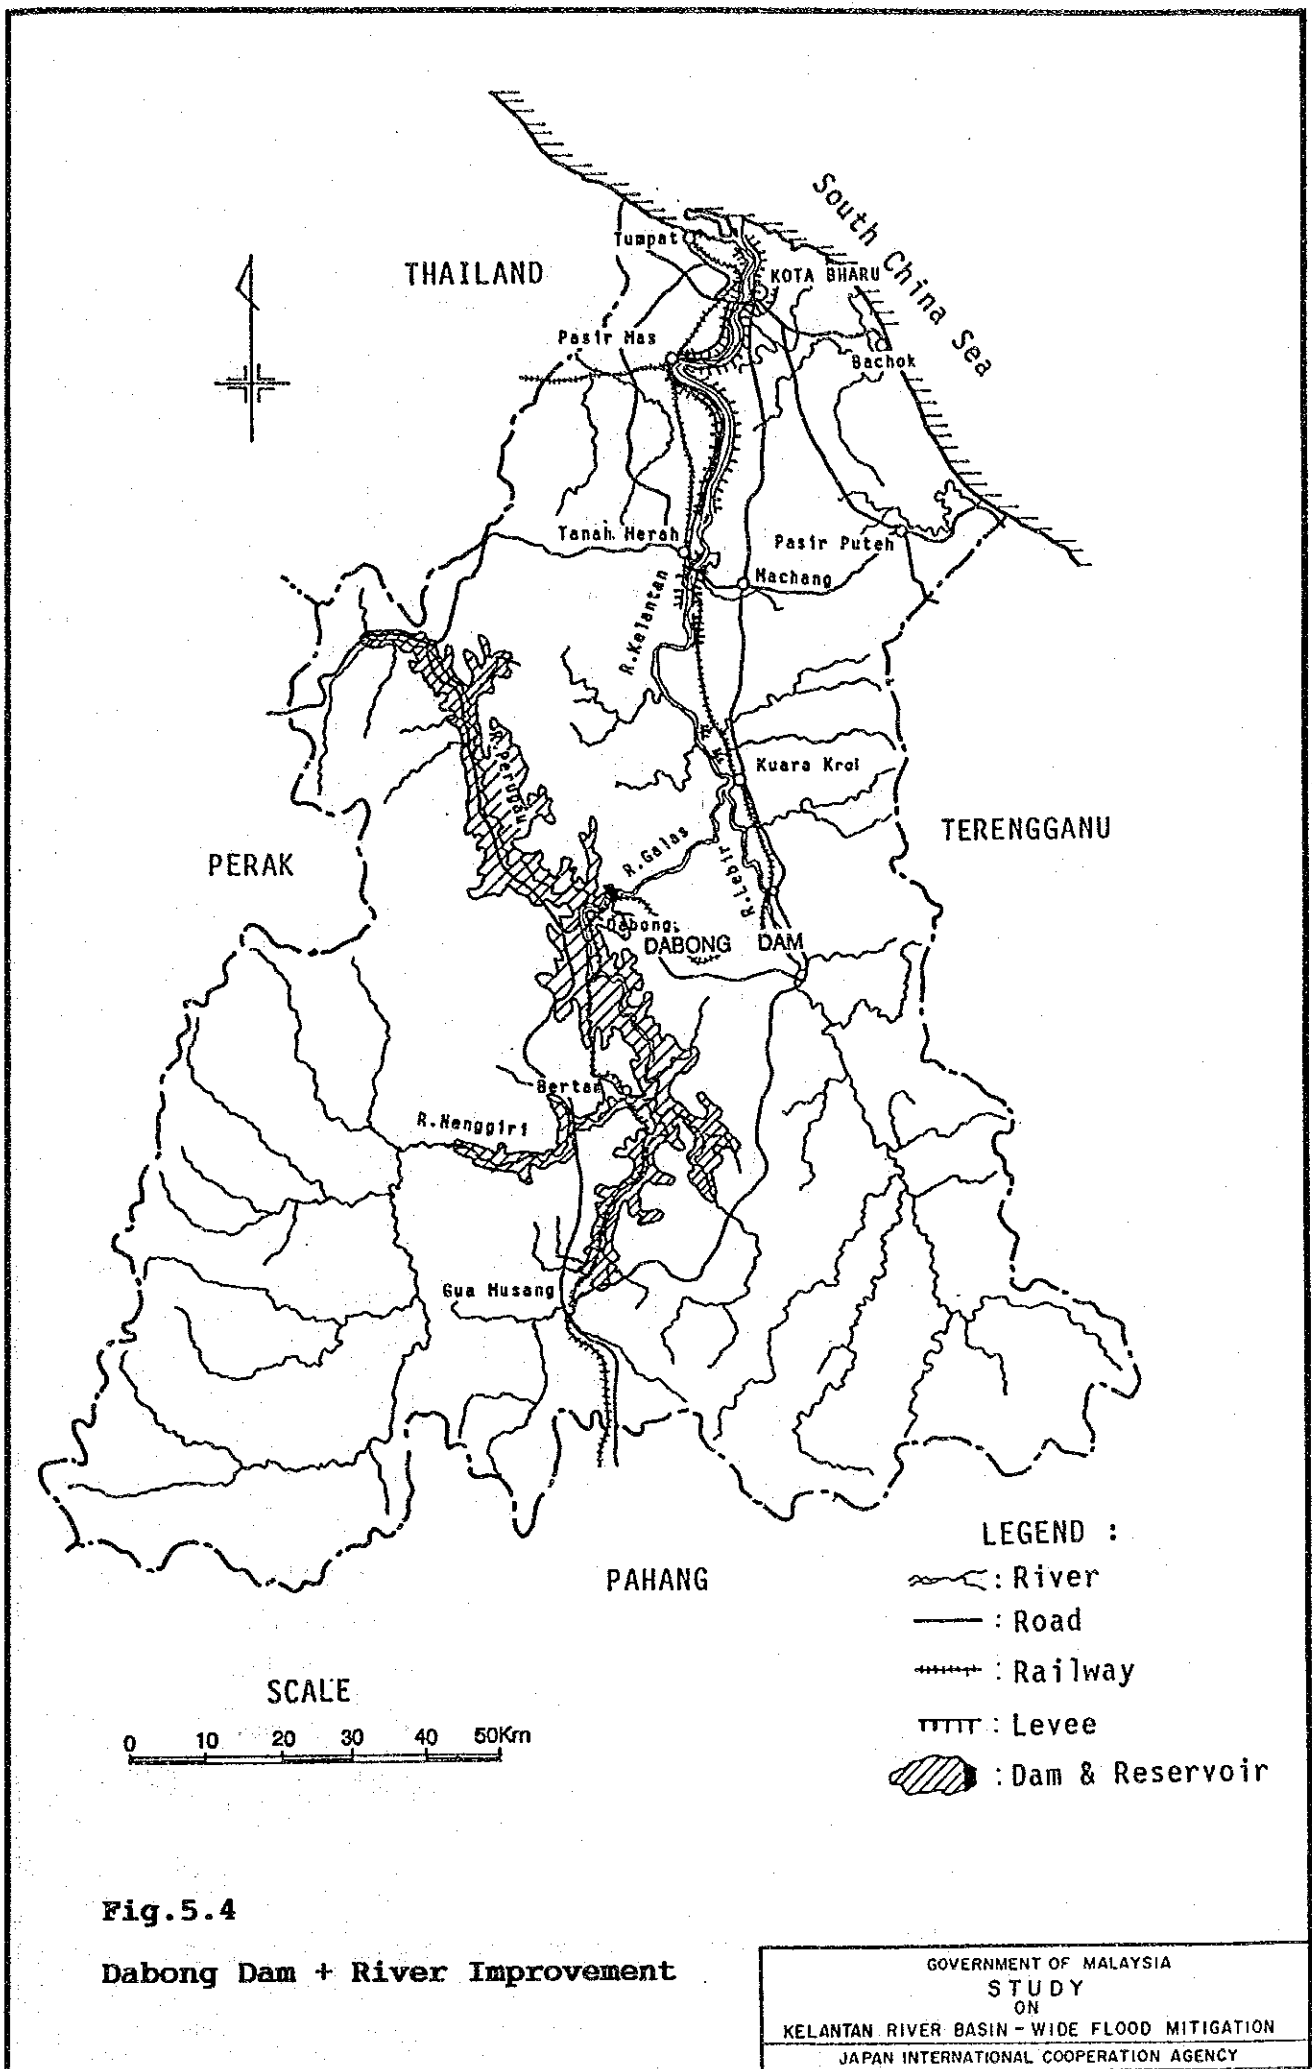 South China Sea
THAILAND
Tumpat
KOTA BHARU
Pasir Mas
Bachok
Tanah Merah
Pasir Puteh
Machang
R.Kelantan
R.Perugau
Kuara Krol
TERENGGANU
PERAK
R.Galas
R.Lebir
Dabong
DABONG DAM
Bertam
R.Nenggiri
Gua Musang
PAHANG
LEGEND :
: River
: Road
: Railway
: Levee
: Dam & Reservoir
SCALE
0 10 20 30 40 50Km
Fig.5.4
Dabong Dam + River Improvement
GOVERNMENT OF MALAYSIA
STUDY
ON
KELANTAN RIVER BASIN - WIDE FLOOD MITIGATION
JAPAN INTERNATIONAL COOPERATION AGENCY